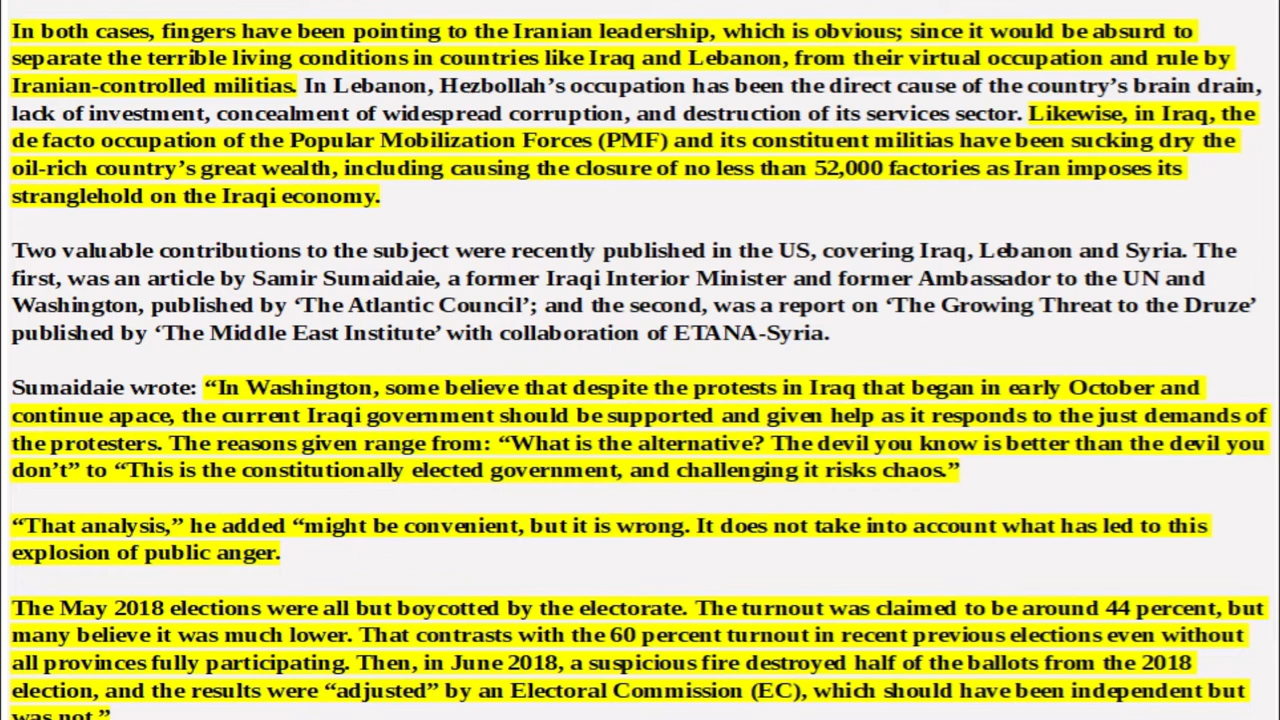 In both cases, fingers have been pointing to the Iranian leadership, which is obvious; since it would be absurd to
separate the terrible living conditions in countries like Iraq and Lebanon, from their virtual occupation and rule by
Iranian-controlled militias. In Lebanon, Hezbollah’s occupation has been the direct cause of the country’s brain drain,
lack of investment, concealment of widespread corruption, and destruction of its services sector. Likewise, in Iraq, the
de facto occupation of the Popular Mobilization Forces (PMF) and its constituent militias have been sucking dry the
oil-rich country’s great wealth, including causing the closure of no less than 52,000 factories as Iran imposes its
stranglehold on the Iraqi economy.
Two valuable contributions to the subject were recently published in the US, covering Iraq, Lebanon and Syria. The
first, was an article by Samir Sumaidaie, a former Iraqi Interior Minister and former Ambassador to the UN and
Washington, published by ‘The Atlantic Council’; and the second, was a report on ‘The Growing Threat to the Druze’
published by ‘The Middle East Institute’ with collaboration of ETANA-Syria.
Sumaidaie wrote: “In Washington, some believe that despite the protests in Iraq that began in early October and
continue apace, the current Iraqi government should be supported and given help as it responds to the just demands of
the protesters. The reasons given range from: “What is the alternative? The devil you know is better than the devil you
don’t” to “This is the constitutionally elected government, and challenging it risks chaos.”
“That analysis,” he added “might be convenient, but it is wrong. It does not take into account what has led to this
explosion of public anger.
The May 2018 elections were all but boycotted by the electorate. The turnout was claimed to be around 44 percent, but
many believe it was much lower. That contrasts with the 60 percent turnout in recent previous elections even without
all provinces fully participating. Then, in June 2018, a suspicious fire destroyed half of the ballots from the 2018
election, and the results were “adjusted” by an Electoral Commission (EC), which should have been independent but
was not.”